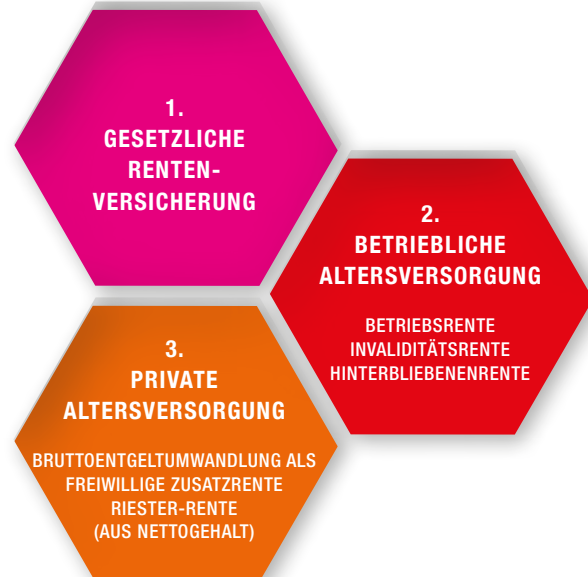 1.
GESETZLICHE
RENTEN-
VERSICHERUNG
2.
BETRIEBLICHE
ALTERSVERSORGUNG
BETRIEBSRENTE
INVALIDITÄTSRENTE
HINTERBLIEBENENRENTE
3.
PRIVATE
ALTERSVERSORGUNG
BRUTTOENTGELTUMWANDLUNG ALS
FREIWILLIGE ZUSATZRENTE
RIESTER-RENTE
(AUS NETTOGEHALT)